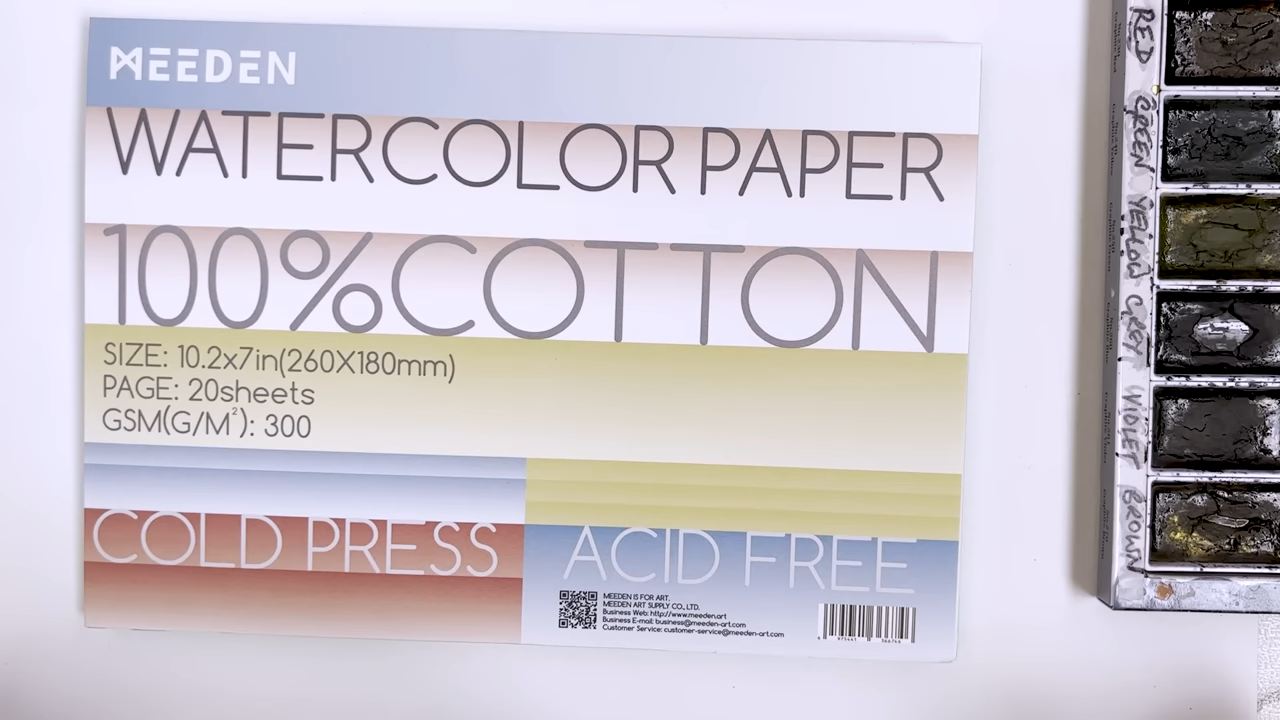 MEEDEN
WATERCOLOR PAPER
100%COTTON
SIZE: 10.2x7in(260X180mm)
PAGE: 20sheets
GSM(G/M²): 300
COLD PRESS
ACID FREE
MEEDEN IS FOR ART.
MEEDEN ART SUPPLY CO., LTD.
Business Web: http://www.meeden.art
Business E-mail: business@meeden-art.com
Customer Service: customer-service@meeden-art.com
RED
GREEN
YELLOW
GREY
VIOLET
BROWN